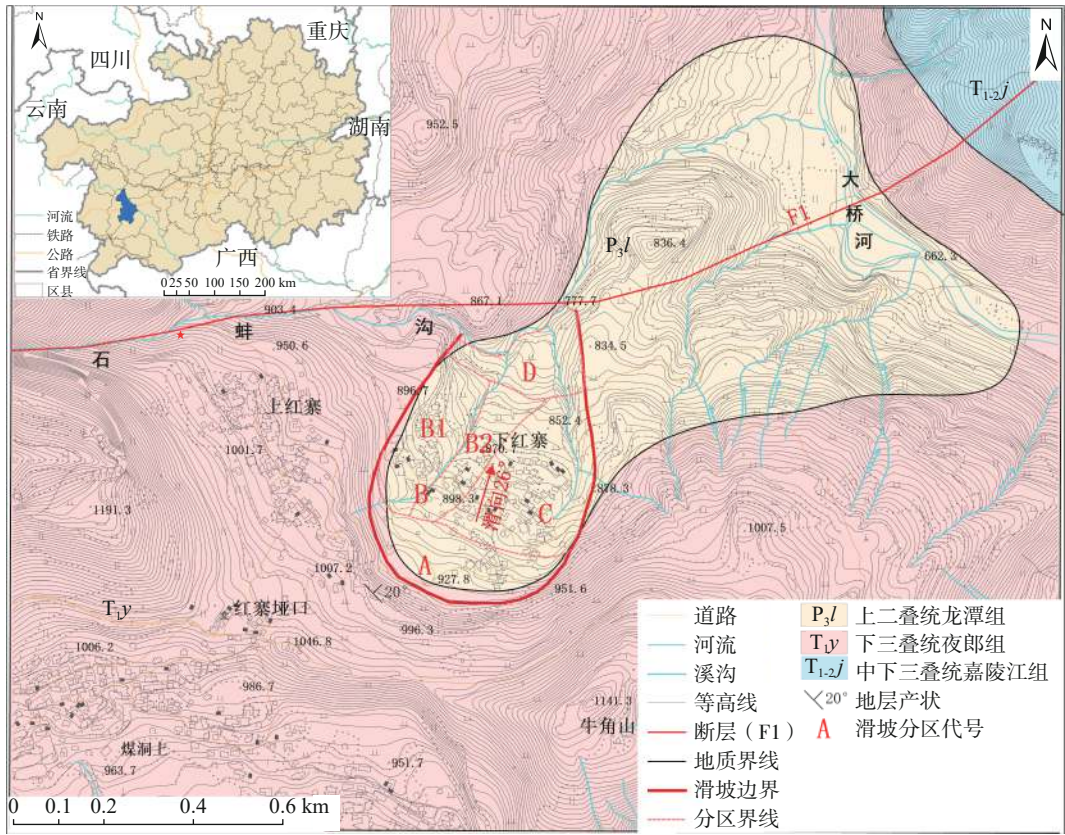 N
四川
重庆
云南
湖南
广西
河流
铁路
公路
省界线
区县
0 25 50 100 150 200 km
N
T₁₋₂j
952.5
大
桥
河
F1
P₃l
836.4
662.3
867.1
777.7
903.4
石
蚌
沟
950.6
834.5
D
896.7
上红寨
852.4
B1
B2
下红寨
1001.7
滑向26°
B
898.3
878.3
C
1191.3
1007.5
A
927.8
951.6
1007.2
20°
T₁y
红寨垭口
996.3
1046.8
1006.2
986.7
1141.3
牛角山
煤洞上
963.7
951.7
0 0.1 0.2 0.4 0.6 km
道路
河流
溪沟
等高线
断层（F1）
地质界线
滑坡边界
分区界线
P₃l 上二叠统龙潭组
T₁y 下三叠统夜郎组
T₁₋₂j 中下三叠统嘉陵江组
20° 地层产状
A 滑坡分区代号